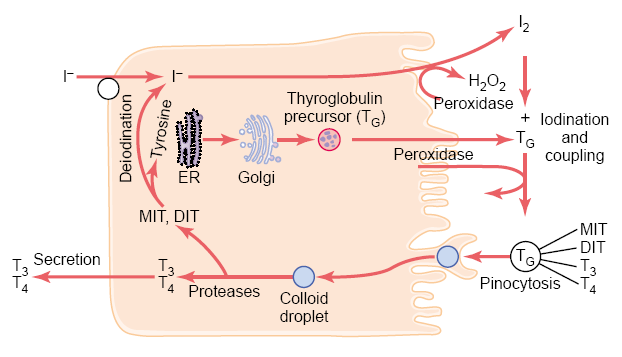 I₂
I⁻
I⁻
H₂O₂
Peroxidase
Deiodination
Tyrosine
Thyroglobulin
precursor (T_G)
ER
Golgi
Peroxidase
+
T_G
Iodination
and
coupling
MIT, DIT
T₃
T₄
Secretion
T₃
T₄
Proteases
Colloid
droplet
T_G
Pinocytosis
MIT
DIT
T₃
T₄